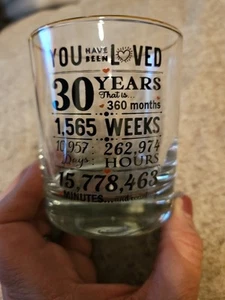 YOU HAVE BEEN LOVED
30 YEARS
That is...
360 months
1,565 WEEKS
10,957 Days
262,974 HOURS
15,778,463
MINUTES